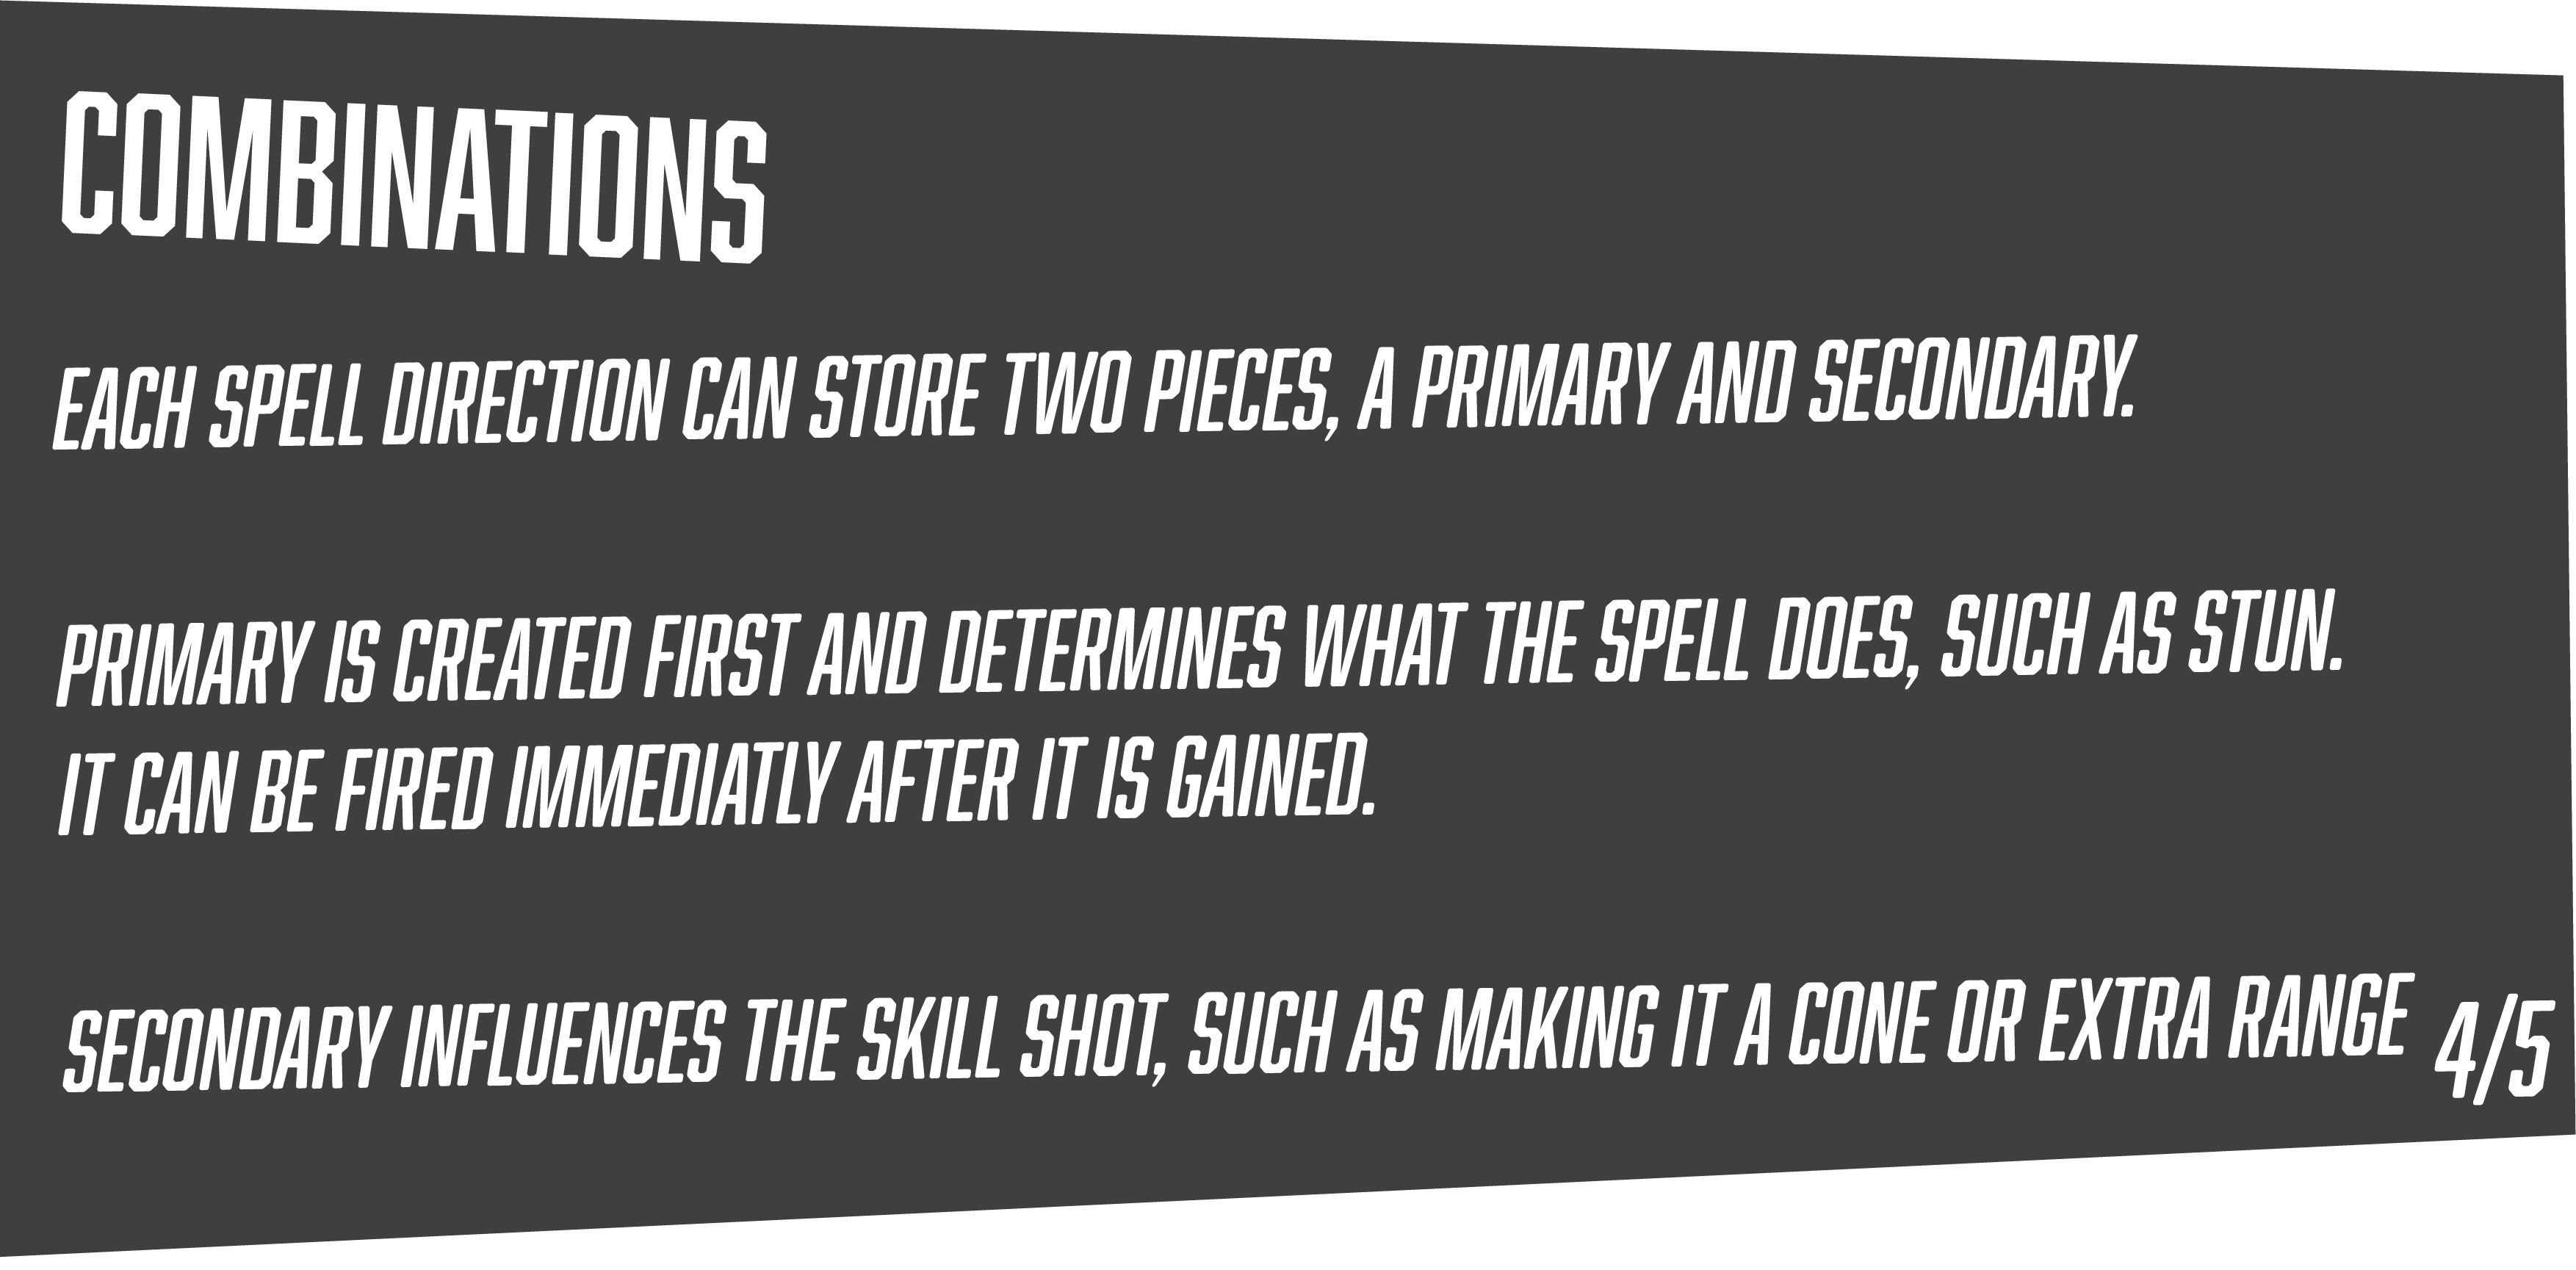 COMBINATIONS
EACH SPELL DIRECTION CAN STORE TWO PIECES, A PRIMARY AND SECONDARY.
PRIMARY IS CREATED FIRST AND DETERMINES WHAT THE SPELL DOES, SUCH AS STUN.
IT CAN BE FIRED IMMEDIATLY AFTER IT IS GAINED.
SECONDARY INFLUENCES THE SKILL SHOT, SUCH AS MAKING IT A CONE OR EXTRA RANGE
4/5